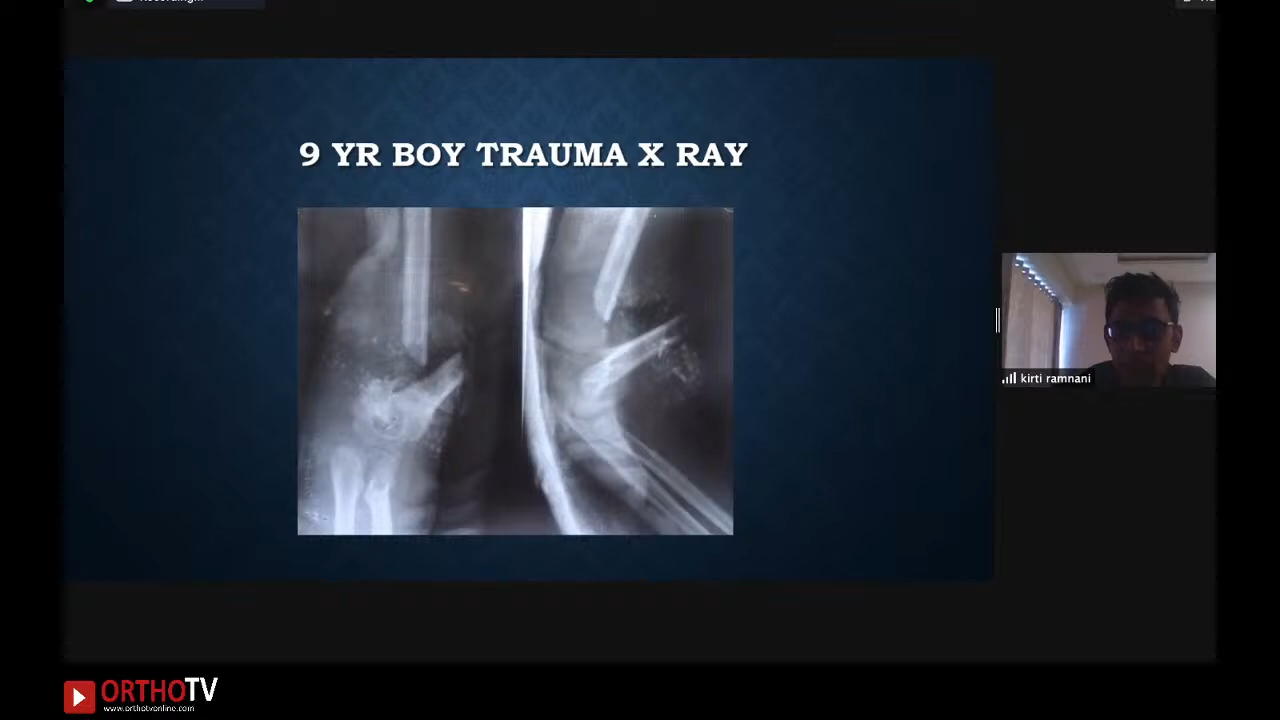 9 YR BOY TRAUMA X RAY
kirti ramnani
ORTHOTV
www.orthotvonline.com